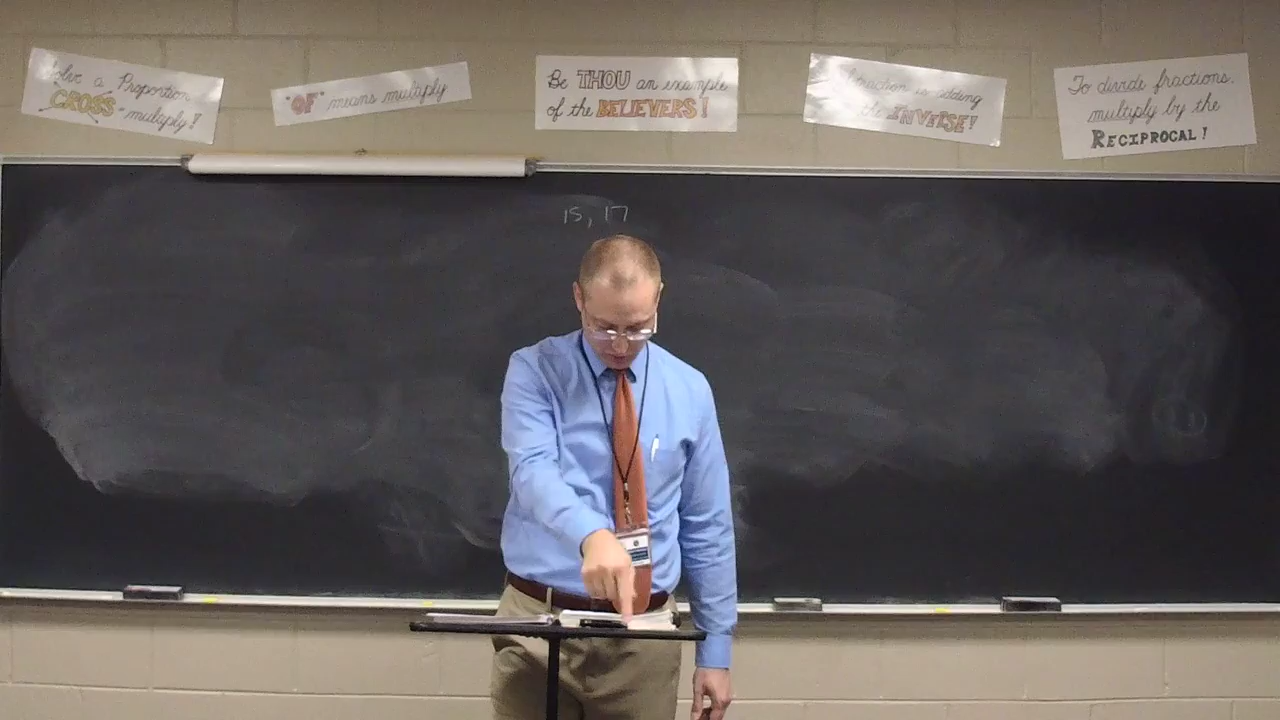 Solve a Proportion
CROSS-multiply!
"OF" means multiply
Be THOU an example
of the BELIEVERS!
is adding
the INVERSE!
To divide fractions,
multiply by the
RECIPROCAL!
15, 17